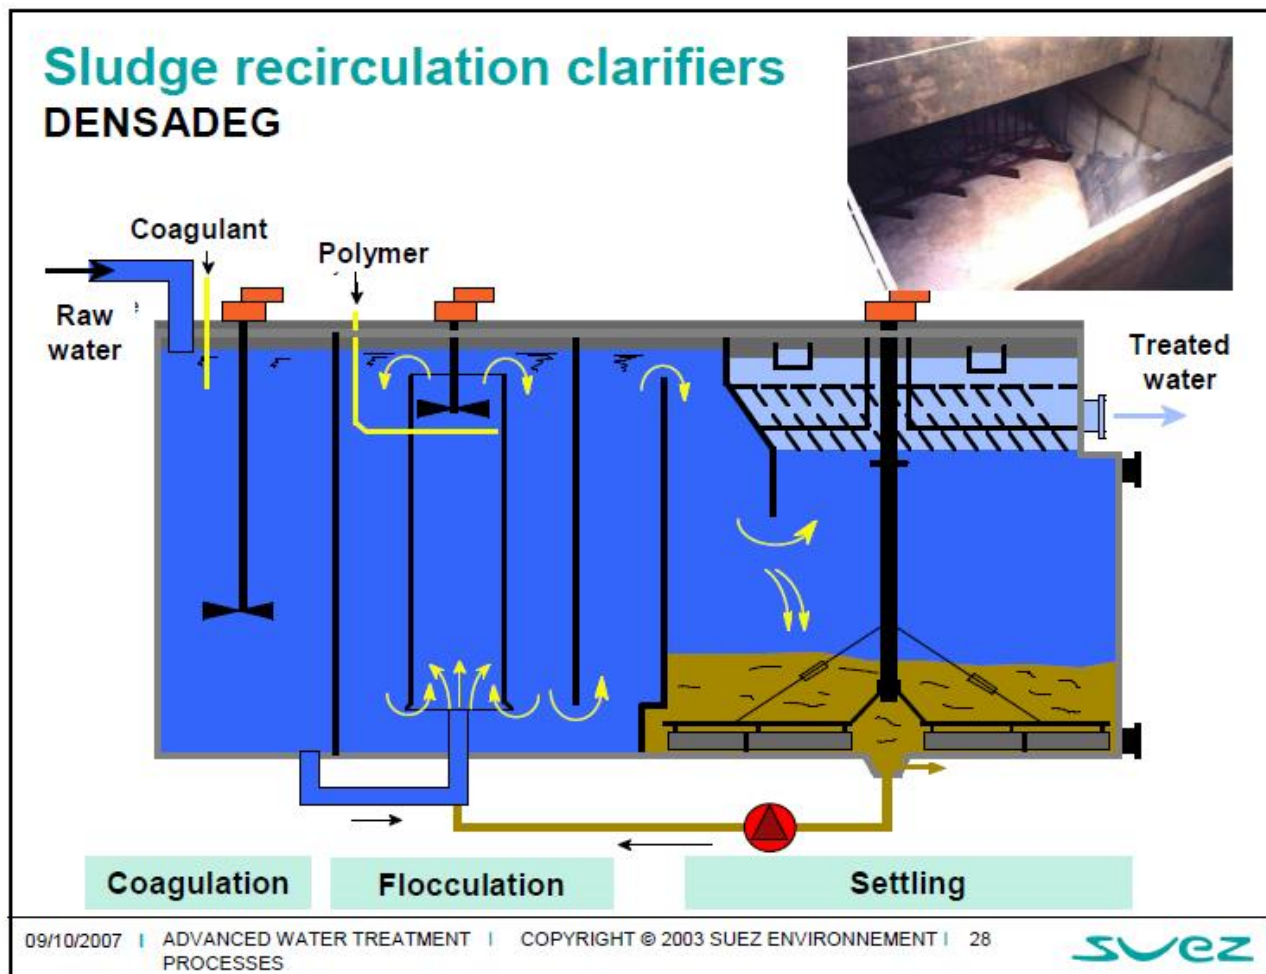 Sludge recirculation clarifiers
DENSADEG
Coagulant
Polymer
Raw
water
e
Treated
water
Coagulation
Flocculation
Settling
09/10/2007 I ADVANCED WATER TREATMENT I COPYRIGHT © 2003 SUEZ ENVIRONNEMENT I 28
PROCESSES
suez